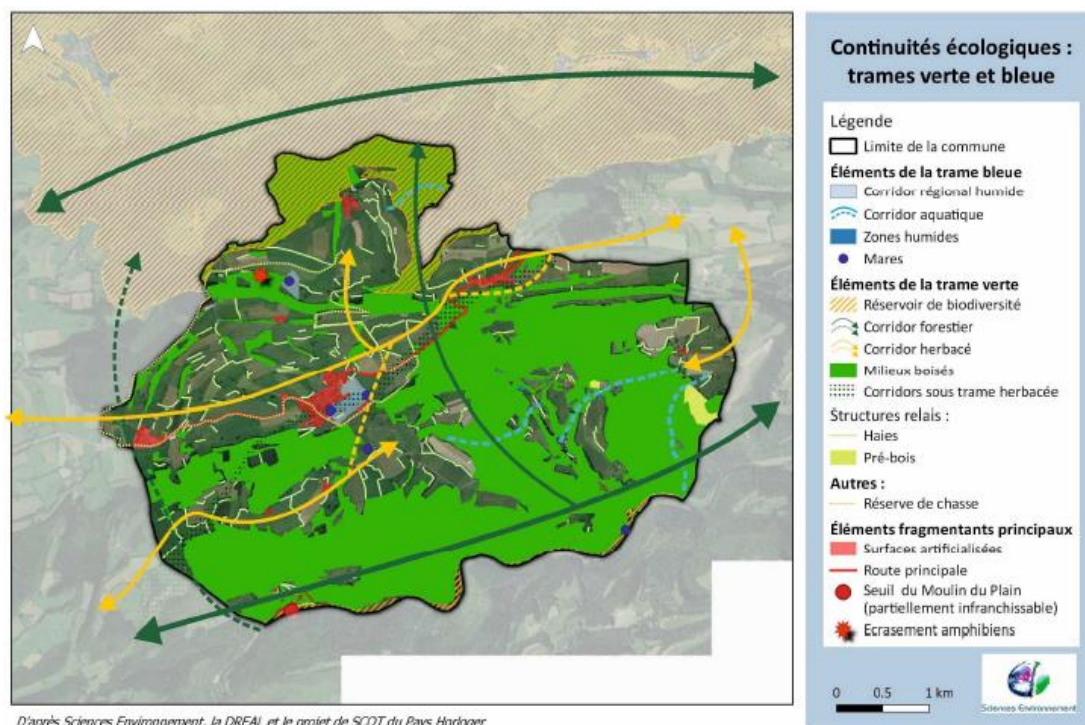 Continuités écologiques :
trames verte et bleue
Légende
Limite de la commune
Éléments de la trame bleue
Corridor régional humide
Corridor aquatique
Zones humides
Mares
Éléments de la trame verte
Réservoir de biodiversité
Corridor forestier
Corridor herbacé
Milieux boisés
Corridors sous trame herbacée
Structures relais :
Haies
Pré-bois
Autres :
Réserve de chasse
Éléments fragmentants principaux
Surfaces artificialisées
Route principale
Seuil du Moulin du Plain
(partiellement infranchissable)
Ecrasement amphibiens
0 0.5 1 km
Sciences Environnement
D'après Sciences Environnement, la DREAL et le projet de SCOT du Pays Horloger